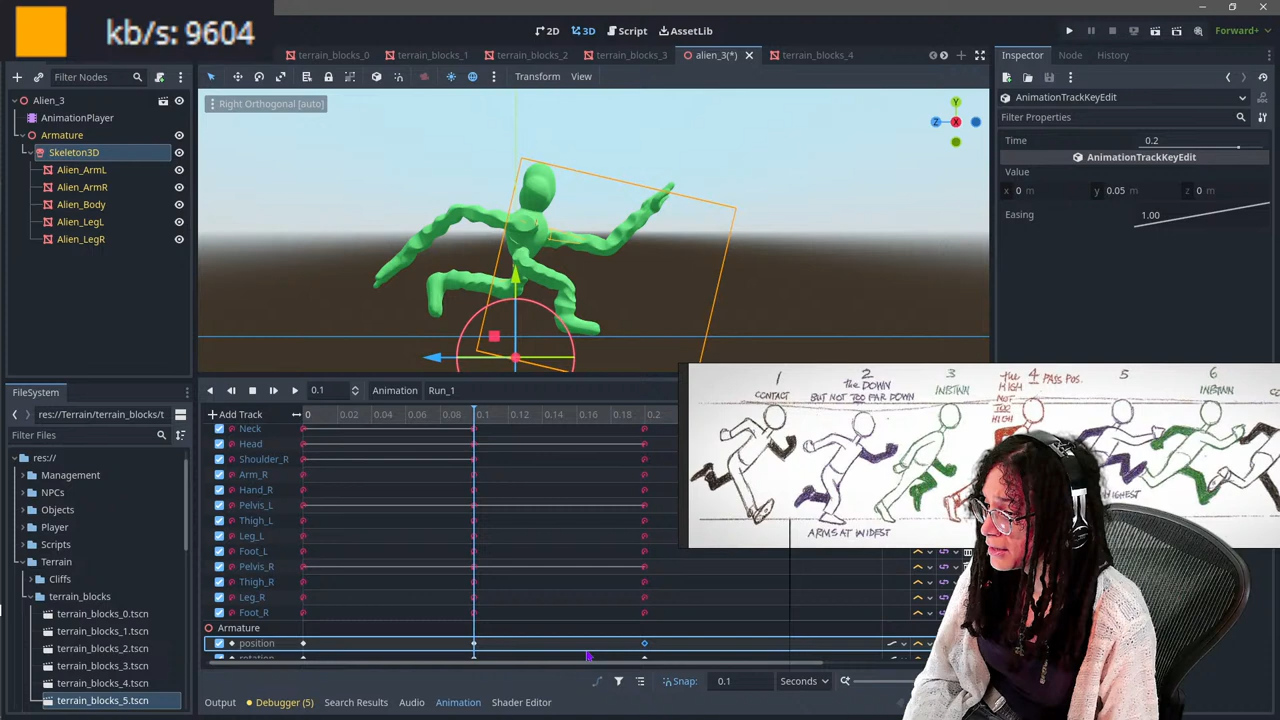 kb/s: 9604
2D
3D
Script
AssetLib
Forward+
terrain_blocks_0
terrain_blocks_1
terrain_blocks_2
terrain_blocks_3
alien_3(*)
terrain_blocks_4
Inspector
Node
History
Filter Nodes
Transform
View
Alien_3
AnimationPlayer
Armature
Skeleton3D
Alien_ArmL
Alien_ArmR
Alien_Body
Alien_LegL
Alien_LegR
Right Orthogonal [auto]
Y
Z
X
AnimationTrackKeyEdit
Filter Properties
Time
0.2
AnimationTrackKeyEdit
Value
x 0 m
y 0.05 m
z 0 m
Easing
1.00
FileSystem
res://Terrain/terrain_blocks/t
Filter Files
res://
Management
NPCs
Objects
Player
Scripts
Terrain
Cliffs
terrain_blocks
terrain_blocks_0.tscn
terrain_blocks_1.tscn
terrain_blocks_2.tscn
terrain_blocks_3.tscn
terrain_blocks_4.tscn
terrain_blocks_5.tscn
0.1
Animation
Run_1
Add Track
0
0.02
0.04
0.06
0.08
0.1
0.12
0.14
0.16
0.18
0.2
Neck
Head
Shoulder_R
Arm_R
Hand_R
Pelvis_L
Thigh_L
Leg_L
Foot_L
Pelvis_R
Thigh_R
Leg_R
Foot_R
Armature
position
rotation
Snap:
0.1
Seconds
Output
Debugger (5)
Search Results
Audio
Animation
Shader Editor
1
CONTACT
2
the DOWN
BUT NOT TOO FAR DOWN
3
the
HIGH
NOT
TOO
HIGH
4 PASS POS.
5
6
ARMS AT WIDEST